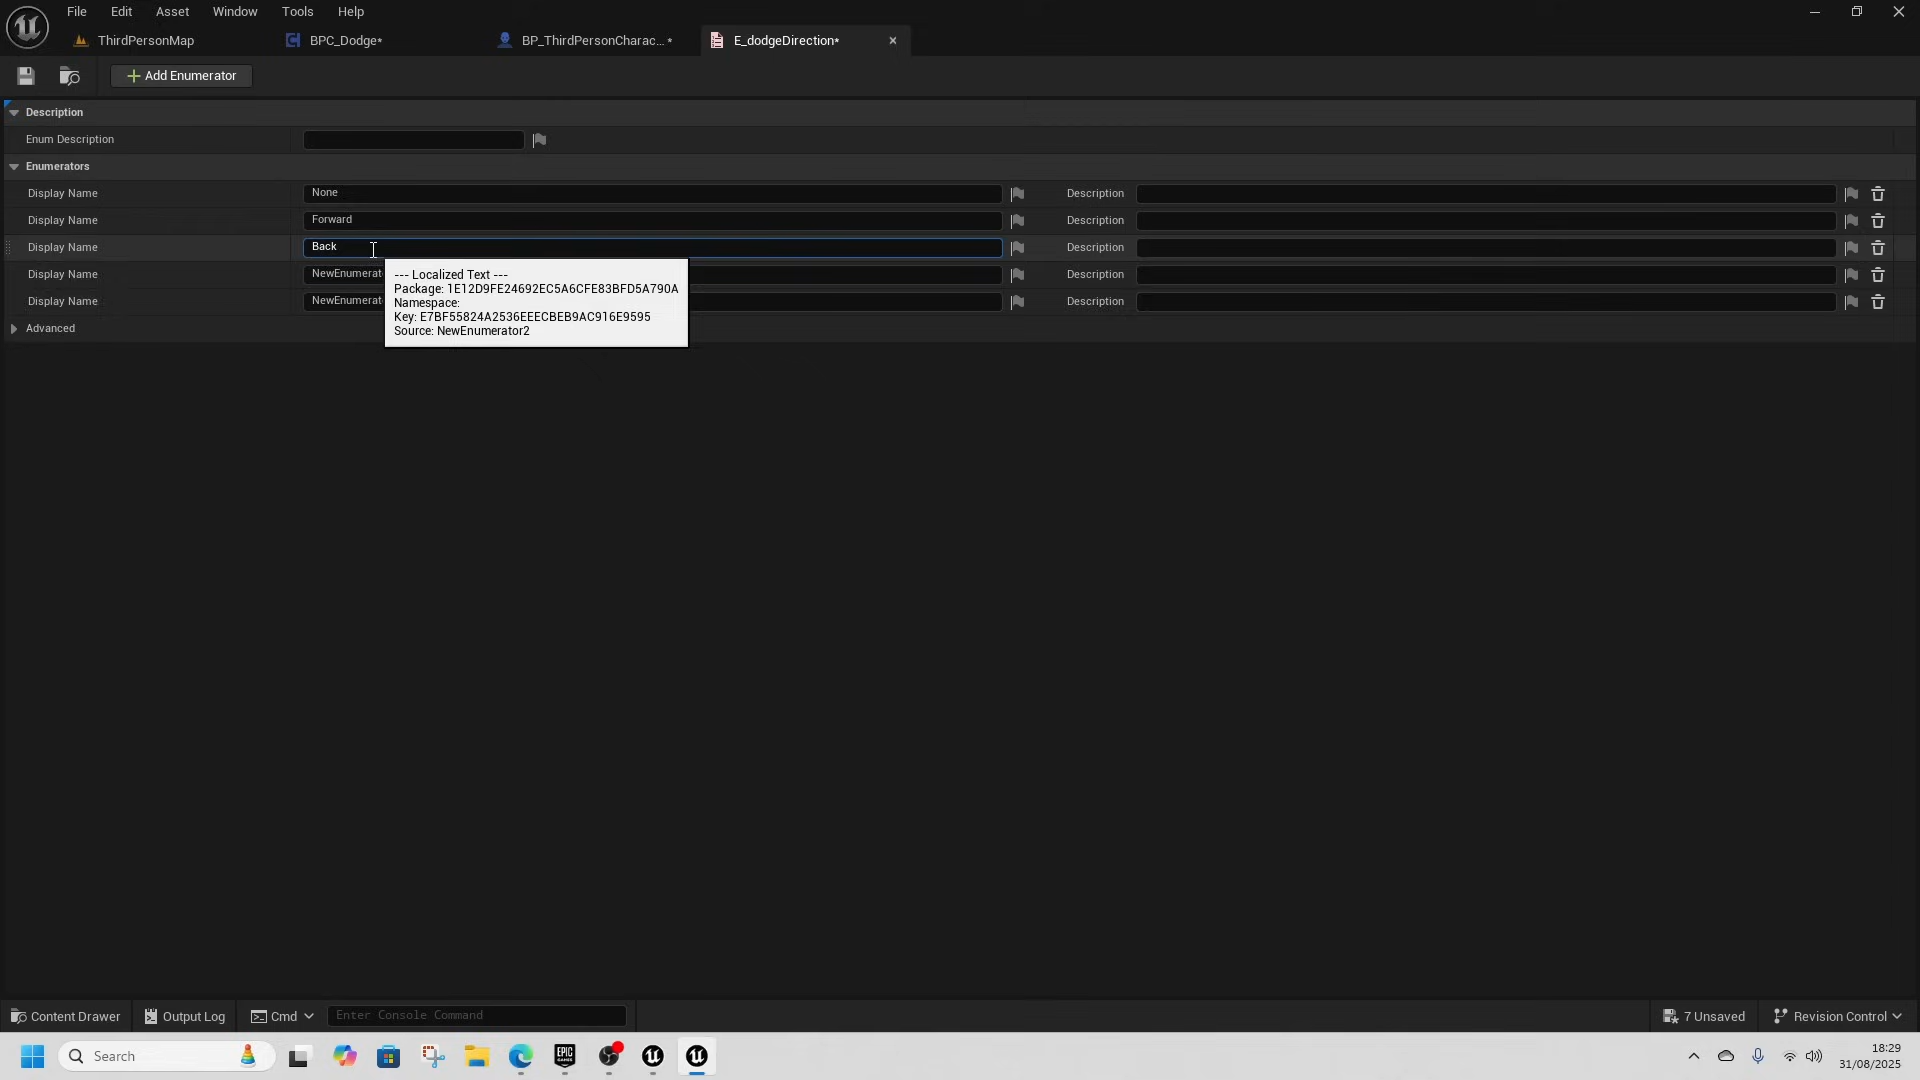 File Edit Asset Window Tools Help
ThirdPersonMap BPC_Dodge* BP_ThirdPersonCharac... * E_dodgeDirection*
Add Enumerator
Description
Enum Description
Enumerators
Display Name None Description
Display Name Forward Description
Display Name Back Description
Display Name NewEnumerat Description
Display Name NewEnumerat Description
Advanced
--- Localized Text ---
Package: 1E12D9FE24692EC5A6CFE83BFD5A790A
Namespace:
Key: E7BF55824A2536EEECBEB9AC916E9595
Source: NewEnumerator2
Content Drawer Output Log Cmd Enter Console Command 7 Unsaved Revision Control
Search
EPIC GAMES
18:29
31/08/2025